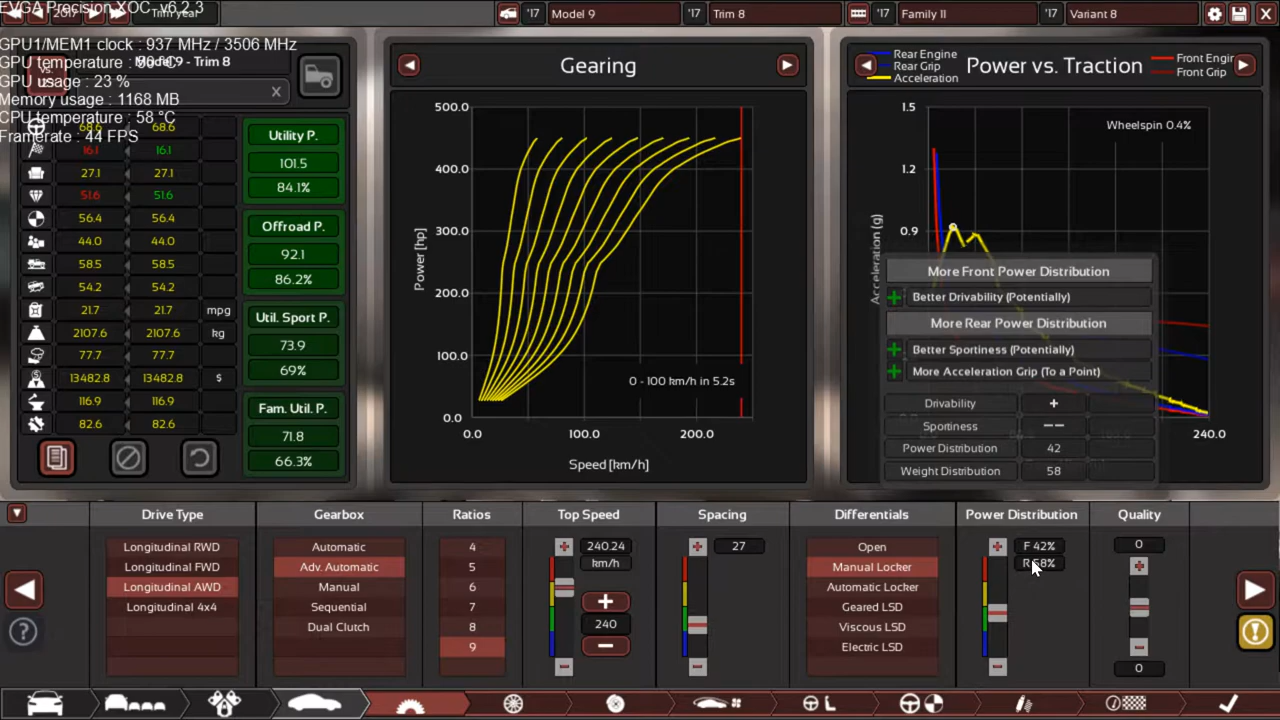 EVGA Precision XOC v6.2.3
2017
Trim year
'17
Model 9
'17
Trim 8
'17
Family II
'17
Variant 8
GPU1/MEM1 clock : 937 MHz / 3506 MHz
GPU usage : 23 %
Memory usage : 1168 MB
CPU temperature : 58 °C
Framerate : 44 FPS
Model 9 - Trim 8
x
68.6 68.6
16.1 16.1
27.1 27.1
51.6 51.6
56.4 56.4
44.0 44.0
58.5 58.5
54.2 54.2
21.7 21.7 mpg
2107.6 2107.6 kg
77.7 77.7
13482.8 13482.8 $
116.9 116.9
82.6 82.6
Utility P.
101.5
84.1%
Offroad P.
92.1
86.2%
Util. Sport P.
73.9
69%
Fam. Util. P.
71.8
66.3%
Gearing
500.0
400.0
300.0
200.0
100.0
0.0
Power [hp]
0 - 100 km/h in 5.2s
0.0 100.0 200.0
Speed [km/h]
Rear Engine
Rear Grip
Acceleration
Power vs. Traction
Front Engir
Front Grip
1.5
1.2
0.9
Wheelspin 0.4%
Acceleration (g)
More Front Power Distribution
Better Drivability (Potentially)
More Rear Power Distribution
Better Sportiness (Potentially)
More Acceleration Grip (To a Point)
Drivability +
Sportiness --
Power Distribution 42
Weight Distribution 58
240.0
Drive Type
Longitudinal RWD
Longitudinal FWD
Longitudinal AWD
Longitudinal 4x4
Gearbox
Automatic
Adv. Automatic
Manual
Sequential
Dual Clutch
Ratios
4
5
6
7
8
9
Top Speed
240.24
km/h
240
Spacing
27
Differentials
Open
Manual Locker
Automatic Locker
Geared LSD
Viscous LSD
Electric LSD
Power Distribution
F 42%
R 58%
Quality
0
0